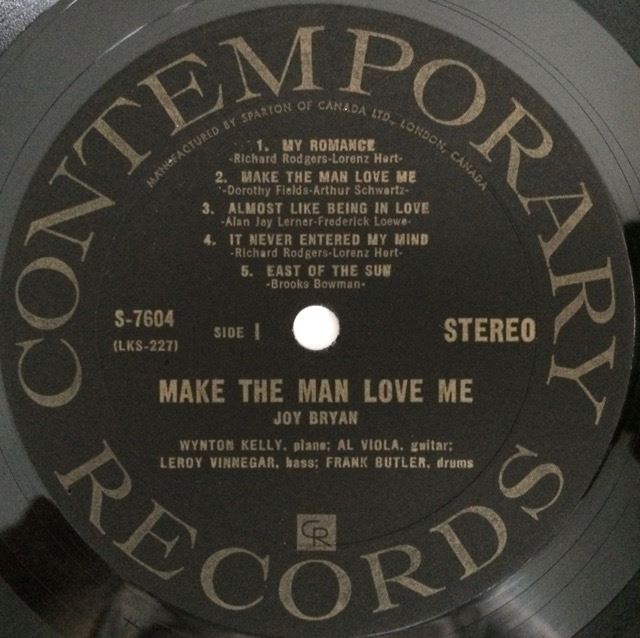 CONTEMPORARY
MANUFACTURED BY SPARTON OF CANADA LTD., LONDON, CANADA
1. MY ROMANCE
-Richard Rodgers-Lorenz Hart-
2. MAKE THE MAN LOVE ME
-Dorothy Fields-Arthur Schwartz-
3. ALMOST LIKE BEING IN LOVE
-Alan Jay Lerner-Frederick Loewe-
4. IT NEVER ENTERED MY MIND
-Richard Rodgers-Lorenz Hart-
5. EAST OF THE SUN
-Brooks Bowman-
S-7604
(LKS-227)
SIDE 1
STEREO
MAKE THE MAN LOVE ME
JOY BRYAN
WYNTON KELLY, piano; AL VIOLA, guitar;
LEROY VINNEGAR, bass; FRANK BUTLER, drums
CR
RECORDS